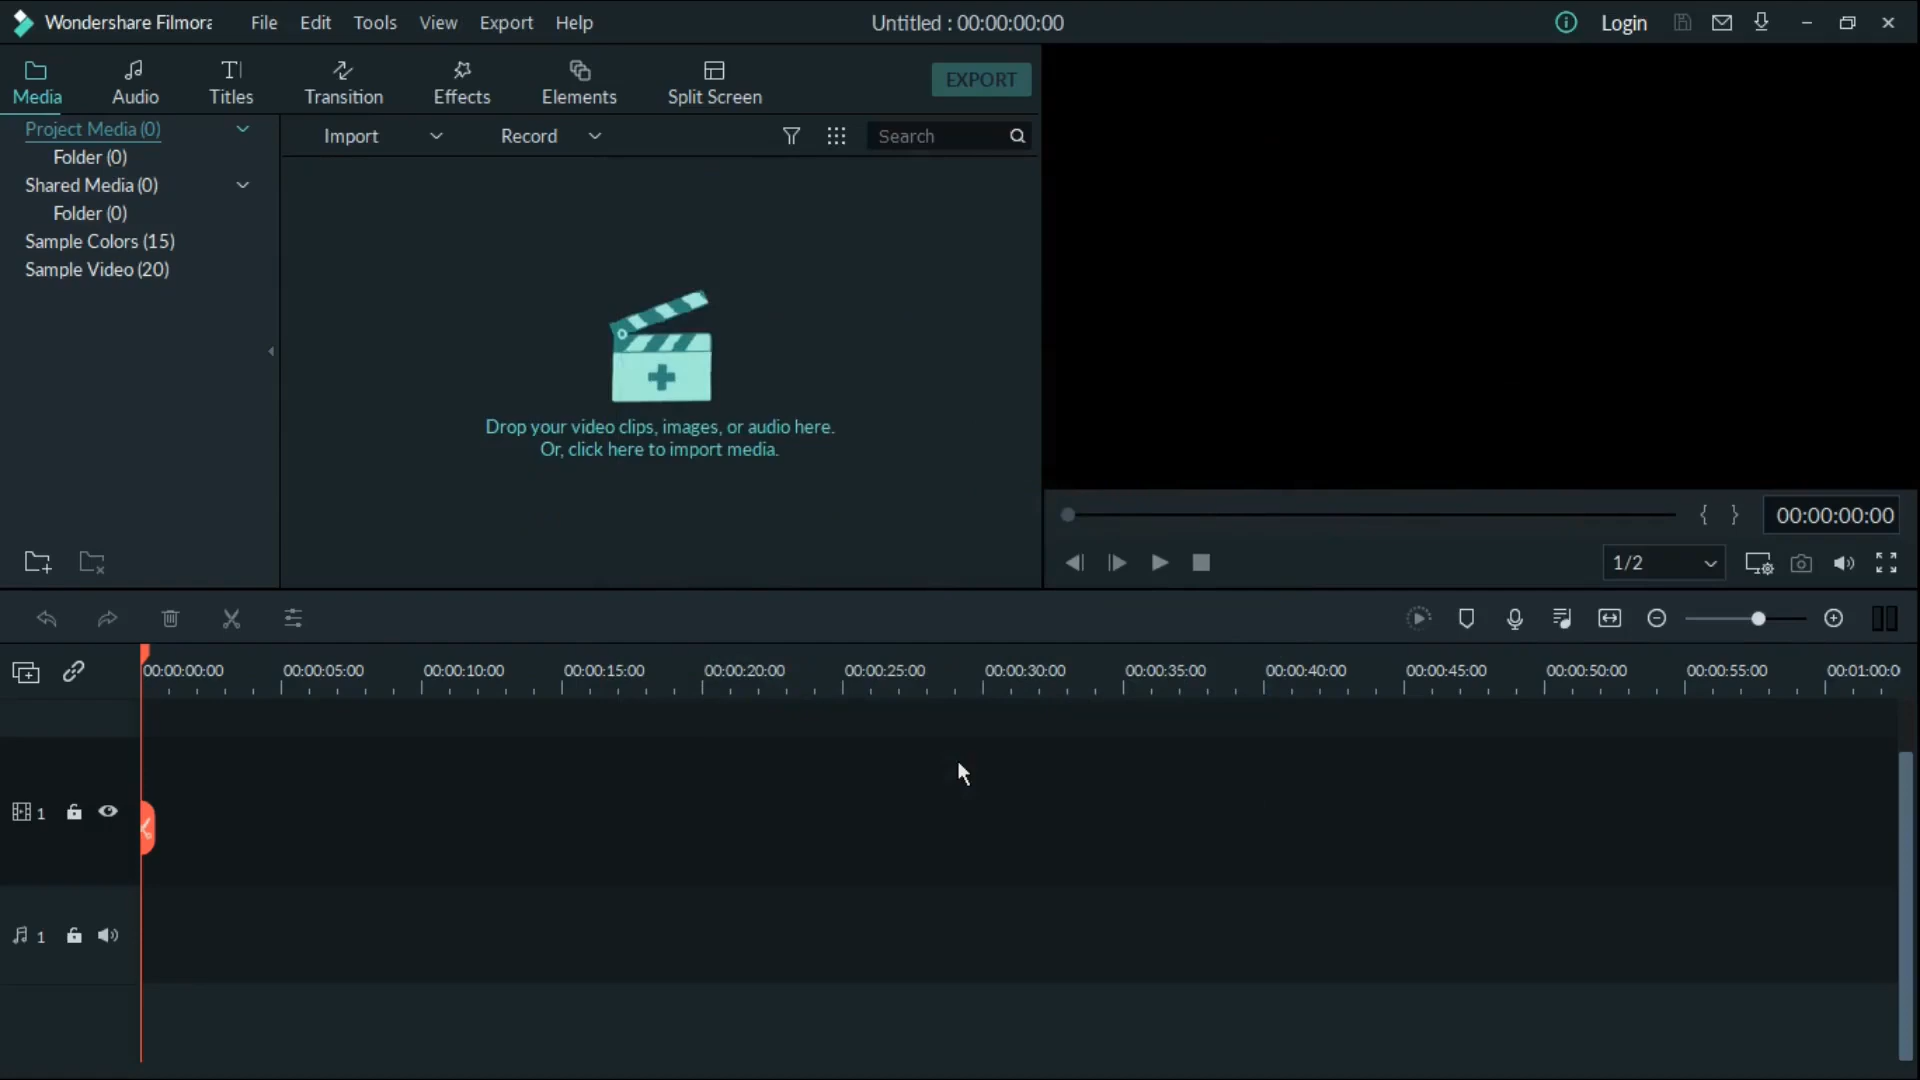 Wondershare Filmora File Edit Tools View Export Help Untitled : 00:00:00:00 Login
Media Audio Titles Transition Effects Elements Split Screen EXPORT
Project Media (0)
Folder (0)
Shared Media (0)
Folder (0)
Sample Colors (15)
Sample Video (20)
Import Record Search
Drop your video clips, images, or audio here.
Or, click here to import media.
{ } 00:00:00:00
1/2
00:00:00:00 00:00:05:00 00:00:10:00 00:00:15:00 00:00:20:00 00:00:25:00 00:00:30:00 00:00:35:00 00:00:40:00 00:00:45:00 00:00:50:00 00:00:55:00 00:01:00:0
1
1